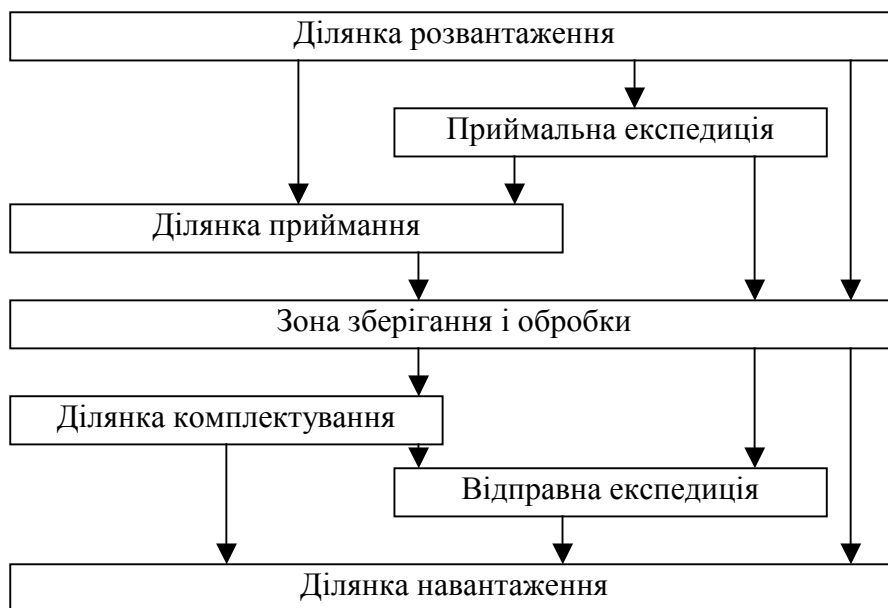 Ділянка розвантаження
Приймальна експедиція
Ділянка приймання
Зона зберігання і обробки
Ділянка комплектування
Відправна експедиція
Ділянка навантаження